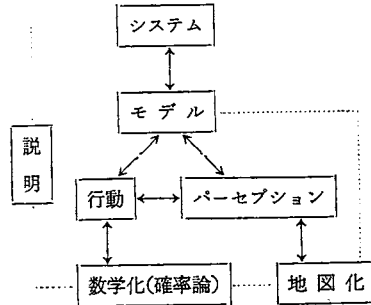 システム
モデル
説明
行動
パーセプション
数学化(確率論)
地図化